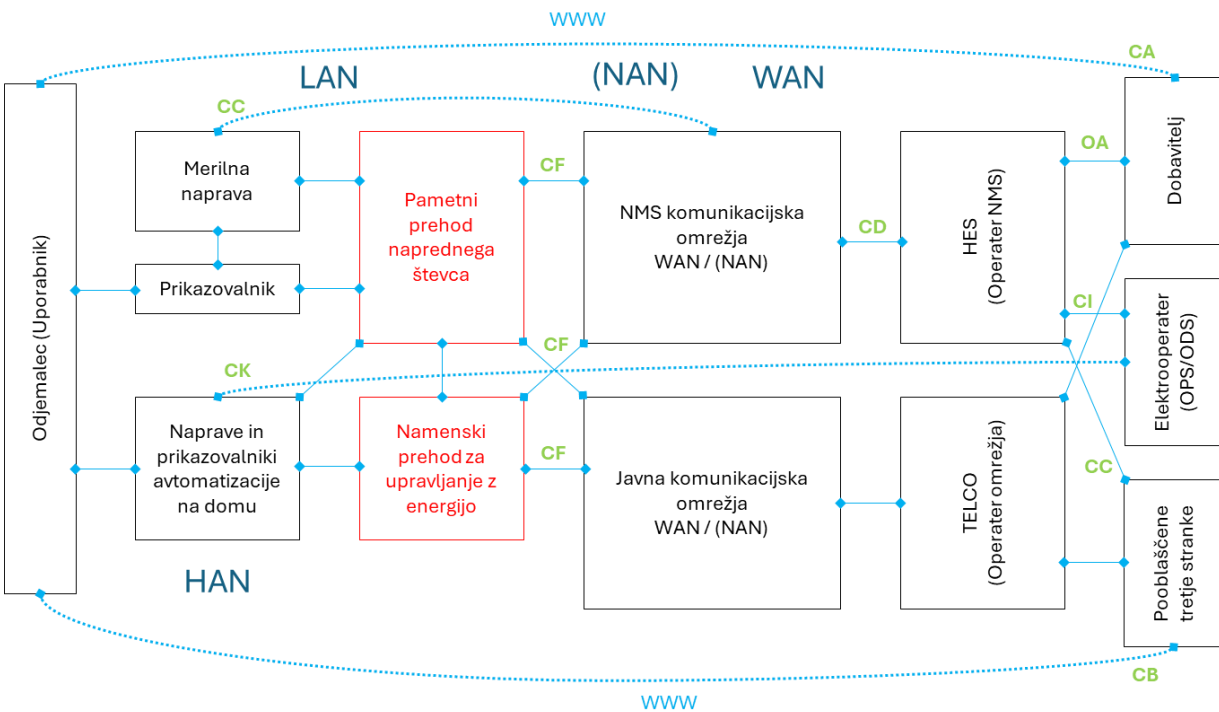 WWW
CA
LAN
(NAN)
WAN
CC
Odjemalec (Uporabnik)
Merilna
naprava
Prikazovalnik
Pametni
prehod
naprednega
števca
CF
NMS komunikacijska
omrežja
WAN / (NAN)
CD
HES
(Operater NMS)
OA
Dobavitelj
CI
Elektrooperater
(OPS/ODS)
CK
CF
Naprave in
prikazovalniki
avtomatizacije
na domu
Namenski
prehod za
upravljanje z
energijo
CF
Javna komunikacijska
omrežja
WAN / (NAN)
TELCO
(Operater omrežja)
CC
Pooblaščene
tretje stranke
HAN
CB
WWW